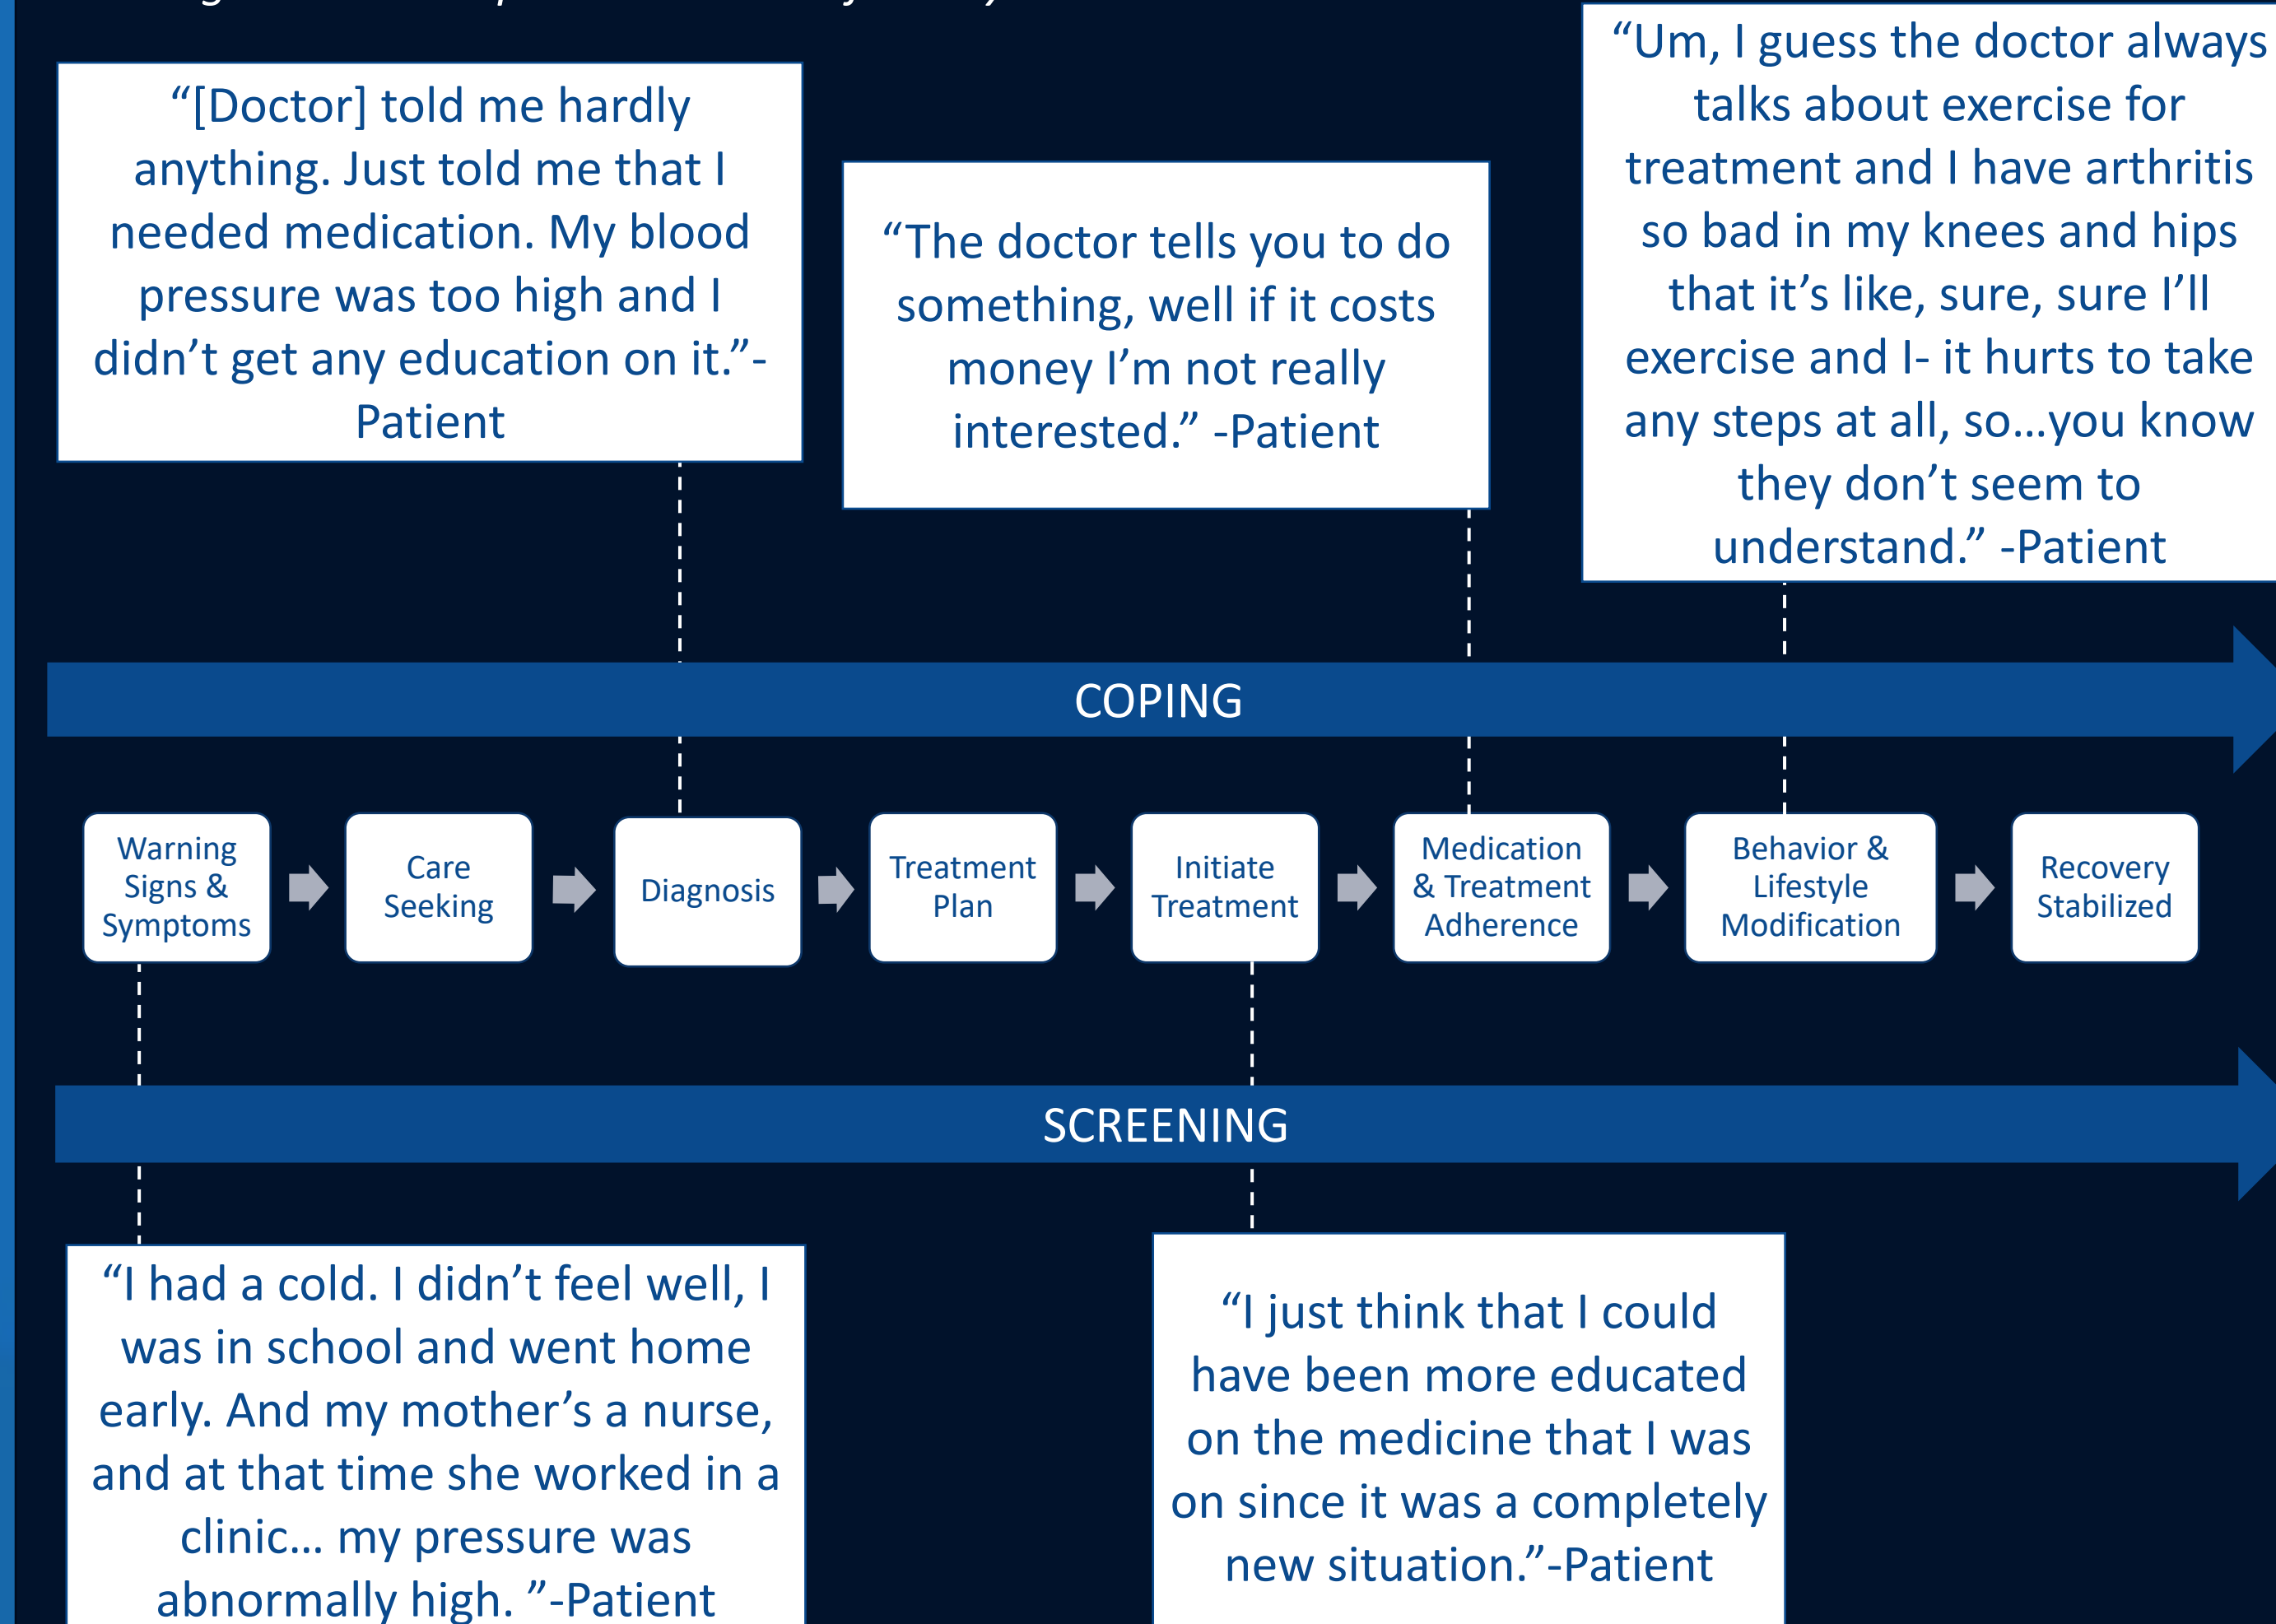 “[Doctor] told me hardly
anything. Just told me that I
needed medication. My blood
pressure was too high and I
didn’t get any education on it.”-
Patient
“The doctor tells you to do
something, well if it costs
money I’m not really
interested.” -Patient
“Um, I guess the doctor always
talks about exercise for
treatment and I have arthritis
so bad in my knees and hips
that it’s like, sure, sure I’ll
exercise and I- it hurts to take
any steps at all, so…you know
they don’t seem to
understand.” -Patient
COPING
Warning
Signs &
Symptoms
Care
Seeking
Diagnosis
Treatment
Plan
Initiate
Treatment
Medication
& Treatment
Adherence
Behavior &
Lifestyle
Modification
Recovery
Stabilized
SCREENING
“I had a cold. I didn’t feel well, I
was in school and went home
early. And my mother’s a nurse,
and at that time she worked in a
clinic… my pressure was
abnormally high. ”-Patient
“I just think that I could
have been more educated
on the medicine that I was
on since it was a completely
new situation.”-Patient